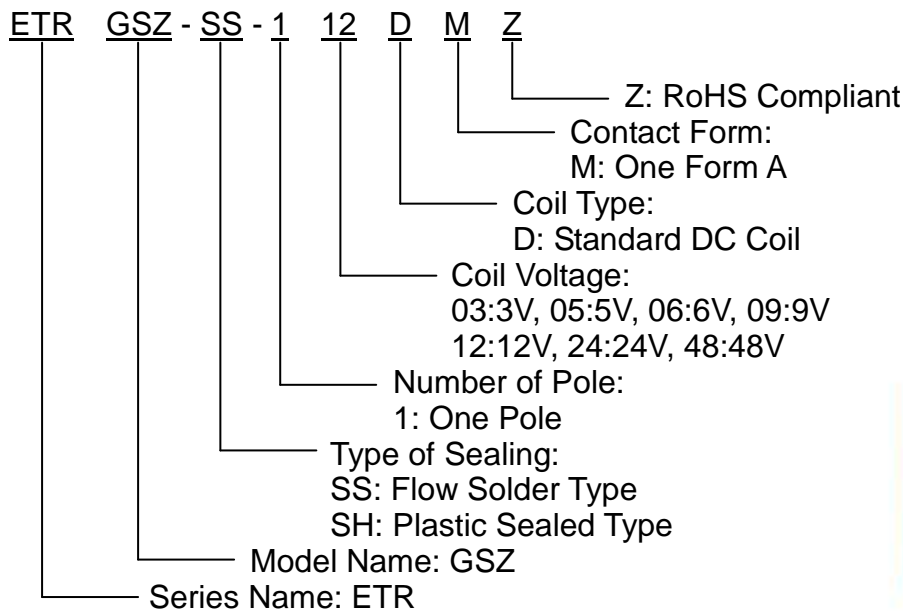 ETR GSZ - SS - 1 12 D M Z
Z: RoHS Compliant
Contact Form:
M: One Form A
Coil Type:
D: Standard DC Coil
Coil Voltage:
03:3V, 05:5V, 06:6V, 09:9V
12:12V, 24:24V, 48:48V
Number of Pole:
1: One Pole
Type of Sealing:
SS: Flow Solder Type
SH: Plastic Sealed Type
Model Name: GSZ
Series Name: ETR